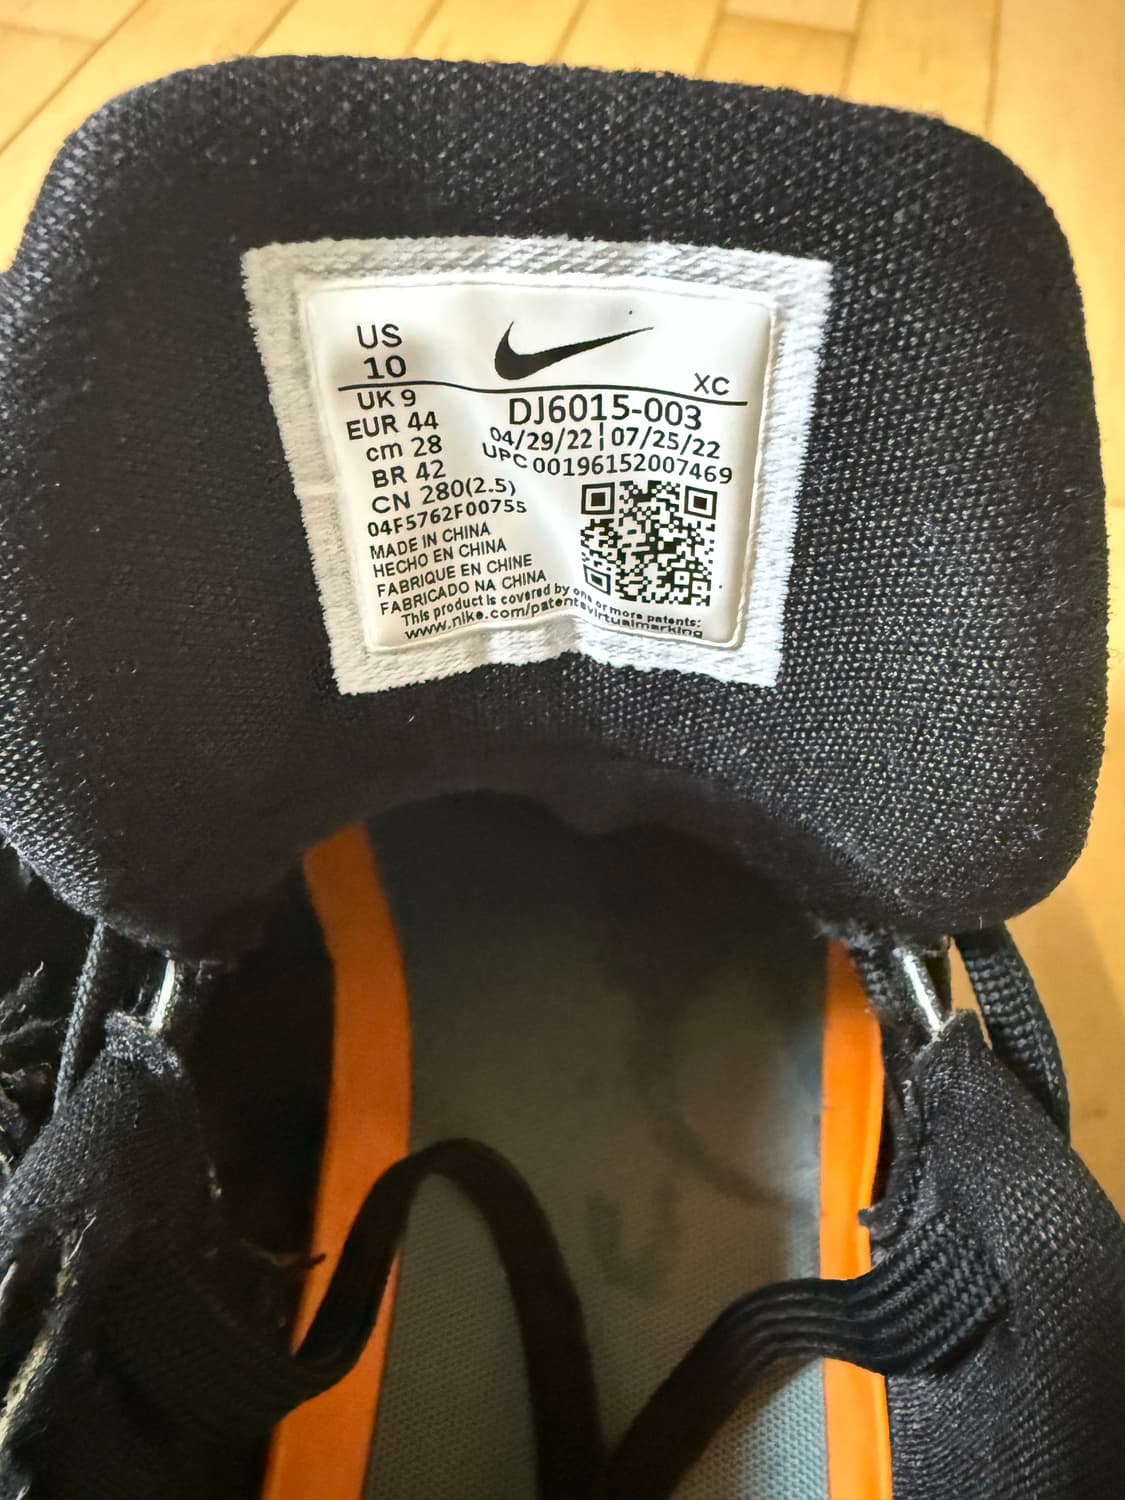 US
10
XC
UK 9
EUR 44
cm 28
BR 42
CN 280(2.5)
04F5762F00755
DJ6015-003
04/29/22 | 07/25/22
UPC 00196152007469
MADE IN CHINA
HECHO EN CHINA
FABRIQUE EN CHINE
FABRICADO NA CHINA
This product is covered by one or more patents:
www.nike.com/patentsvirtualmarking